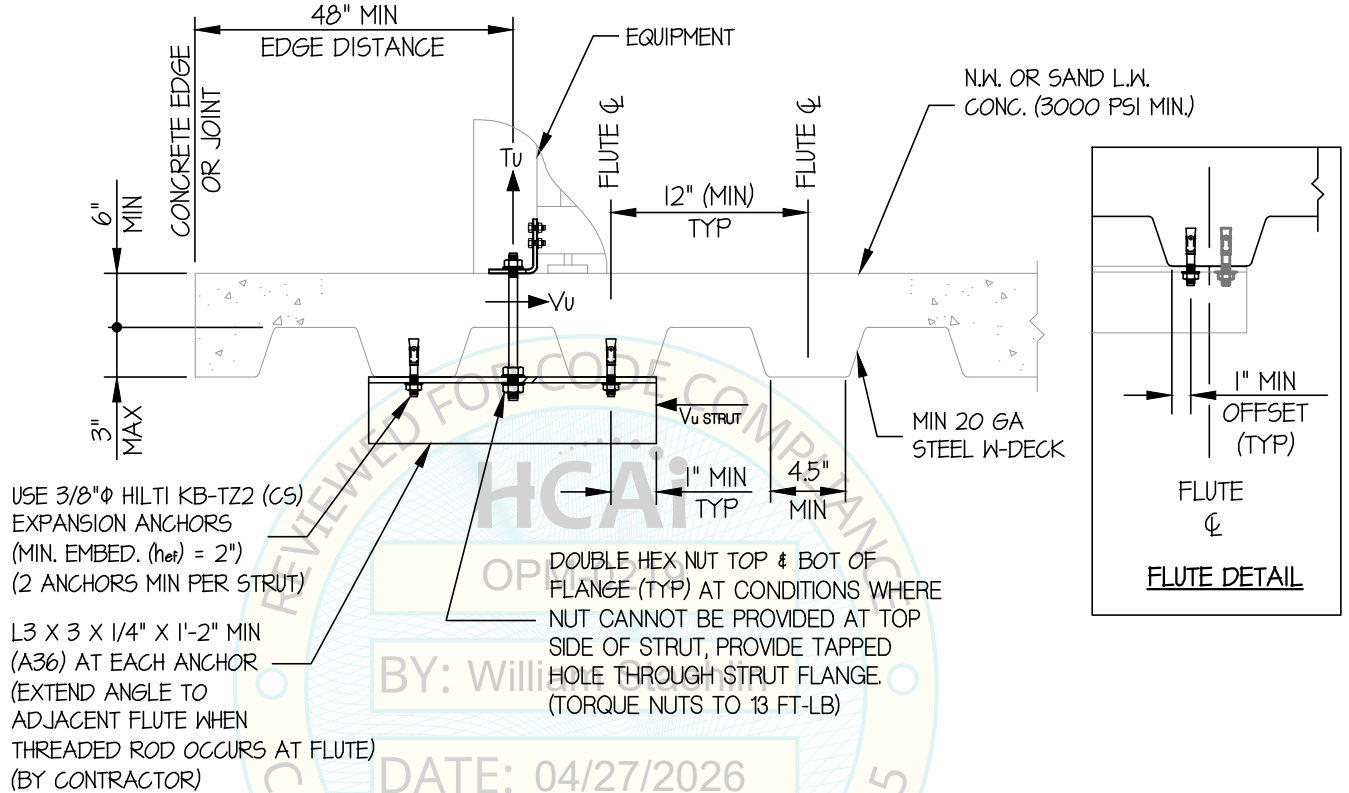 48" MIN
EDGE DISTANCE
CONCRETE EDGE
OR JOINT
6"
MIN
3"
MAX
EQUIPMENT
Tu
Vu
FLUTE ℄
FLUTE ℄
12" (MIN)
TYP
N.W. OR SAND L.W.
CONC. (3000 PSI MIN.)
MIN 20 GA
STEEL W-DECK
Vu STRUT
1" MIN
TYP
4.5"
MIN
USE 3/8"Φ HILTI KB-TZ2 (CS)
EXPANSION ANCHORS
(MIN. EMBED. (hef) = 2")
(2 ANCHORS MIN PER STRUT)
L3 X 3 X 1/4" X 1'-2" MIN
(A36) AT EACH ANCHOR
(EXTEND ANGLE TO
ADJACENT FLUTE WHEN
THREADED ROD OCCURS AT FLUTE)
(BY CONTRACTOR)
DOUBLE HEX NUT TOP & BOT OF
FLANGE (TYP) AT CONDITIONS WHERE
NUT CANNOT BE PROVIDED AT TOP
SIDE OF STRUT, PROVIDE TAPPED
HOLE THROUGH STRUT FLANGE.
(TORQUE NUTS TO 13 FT-LB)
1" MIN
OFFSET
(TYP)
FLUTE
℄
FLUTE DETAIL
REVIEWED FOR CODE COMPLIANCE
HCAi
OPM-0219
BY: William Staehlin
DATE: 04/27/2026